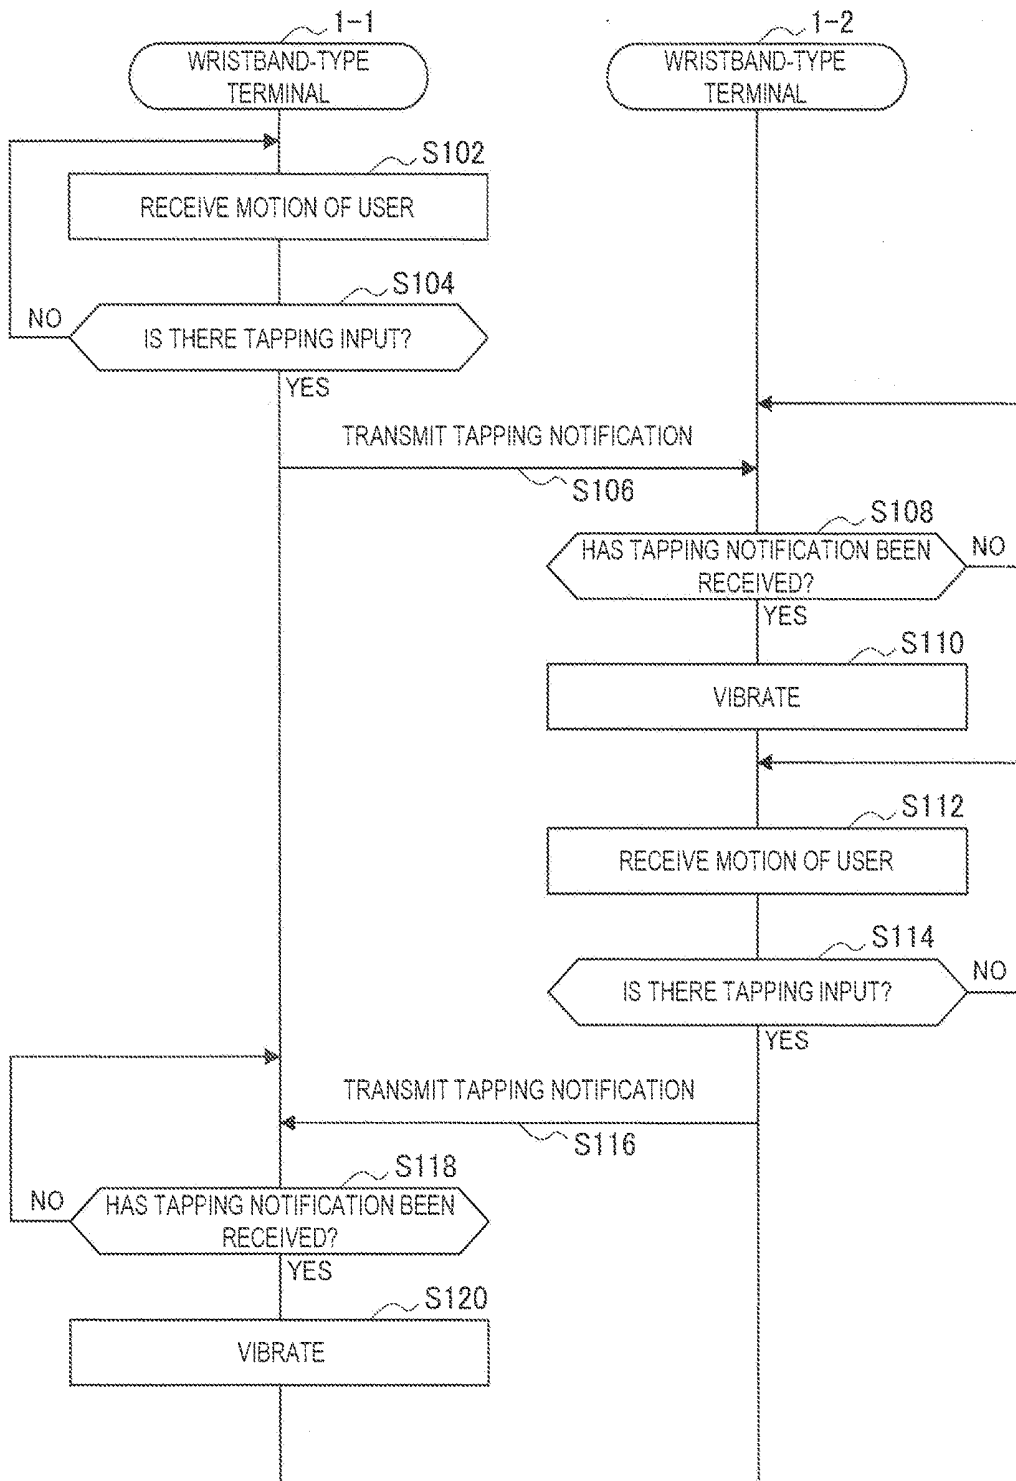 1-1
WRISTBAND-TYPE
TERMINAL
1-2
WRISTBAND-TYPE
TERMINAL
S102
RECEIVE MOTION OF USER
S104
NO
IS THERE TAPPING INPUT?
YES
TRANSMIT TAPPING NOTIFICATION
S106
S108
HAS TAPPING NOTIFICATION BEEN
RECEIVED?
NO
YES
S110
VIBRATE
S112
RECEIVE MOTION OF USER
S114
IS THERE TAPPING INPUT?
NO
YES
TRANSMIT TAPPING NOTIFICATION
S116
S118
NO
HAS TAPPING NOTIFICATION BEEN
RECEIVED?
YES
S120
VIBRATE